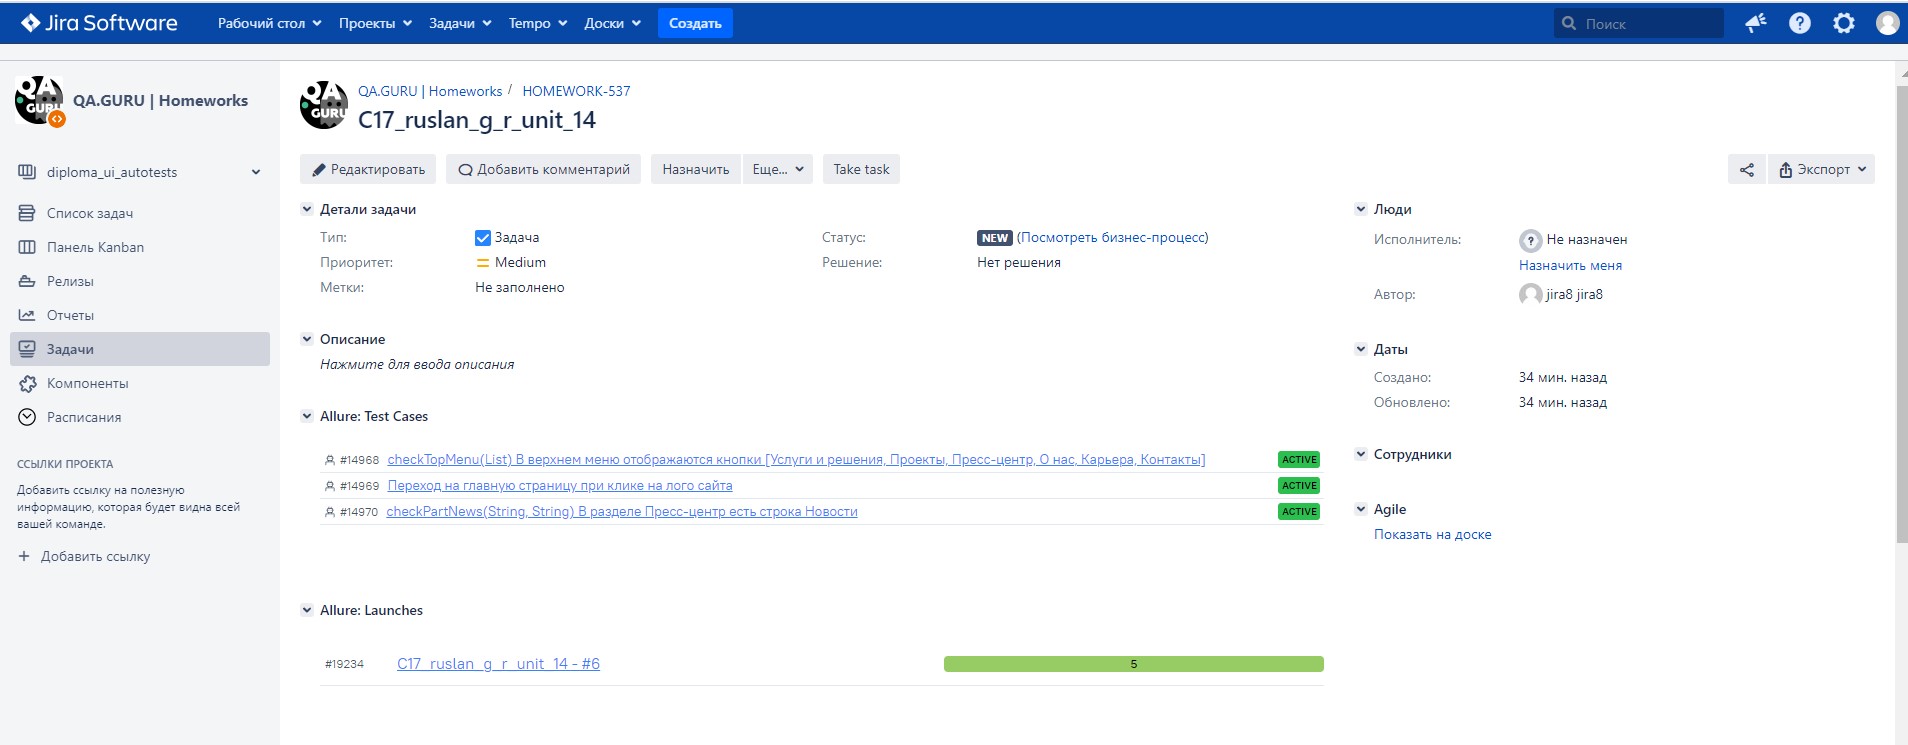 Jira Software Рабочий стол Проекты Задачи Tempo Доски Создать Поиск
QA GURU
QA.GURU | Homeworks
diploma_ui_autotests
Список задач
Панель Kanban
Релизы
Отчеты
Задачи
Компоненты
Расписания
ССЫЛКИ ПРОЕКТА
Добавить ссылку на полезную
информацию, которая будет видна всей
вашей команде.
+ Добавить ссылку
QA GURU
QA.GURU | Homeworks / HOMEWORK-537
C17_ruslan_g_r_unit_14
Редактировать Добавить комментарий Назначить Еще... Take task Экспорт
Детали задачи
Тип: Задача
Статус: NEW (Посмотреть бизнес-процесс)
Приоритет: Medium
Решение: Нет решения
Метки: Не заполнено
Описание
Нажмите для ввода описания
Allure: Test Cases
#14968 checkTopMenu(List) В верхнем меню отображаются кнопки [Услуги и решения, Проекты, Пресс-центр, О нас, Карьера, Контакты] ACTIVE
#14969 Переход на главную страницу при клике на лого сайта ACTIVE
#14970 checkPartNews(String, String) В разделе Пресс-центр есть строка Новости ACTIVE
Allure: Launches
#19234 C17_ruslan_g_r_unit_14 - #6 5
Люди
Исполнитель: Не назначен
Назначить меня
Автор: jira8 jira8
Даты
Создано: 34 мин. назад
Обновлено: 34 мин. назад
Сотрудники
Agile
Показать на доске